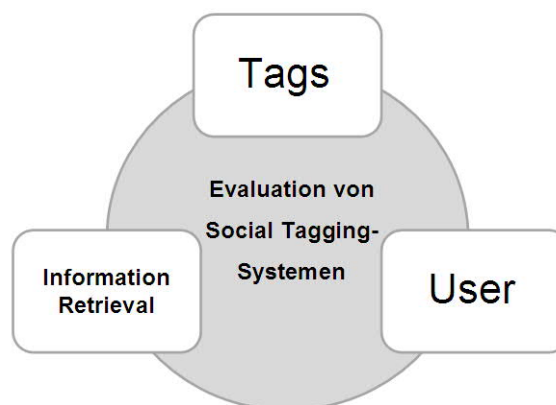 Tags
Evaluation von
Social Tagging-
Systemen
Information
Retrieval
User